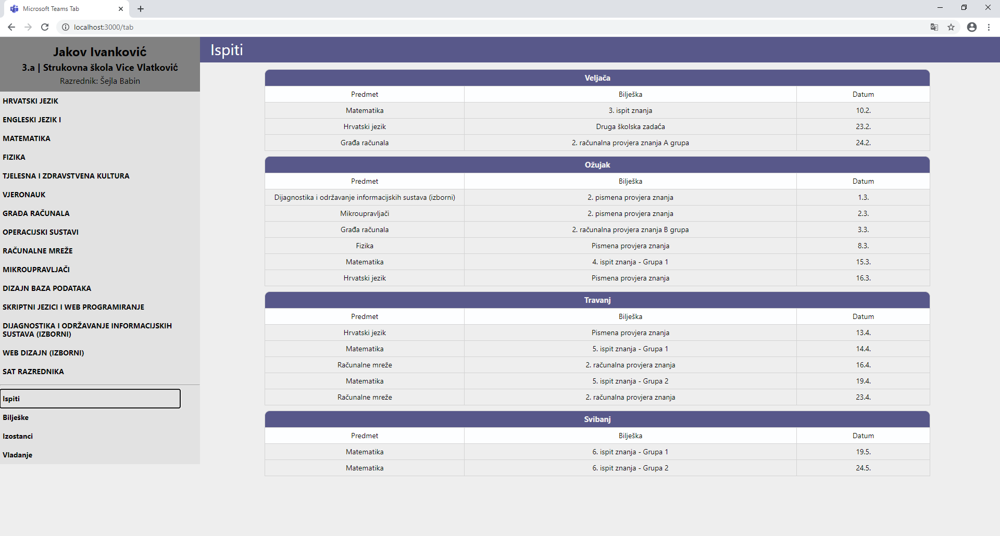 Microsoft Teams Tab
localhost:3000/tab
Jakov Ivanković
3.a | Strukovna škola Vice Vlatković
Razrednik: Šejla Babin
HRVATSKI JEZIK
ENGLESKI JEZIK I
MATEMATIKA
FIZIKA
TJELESNA I ZDRAVSTVENA KULTURA
VJERONAUK
GRAĐA RAČUNALA
OPERACIJSKI SUSTAVI
RAČUNALNE MREŽE
MIKROUPRAVLJAČI
DIZAJN BAZA PODATAKA
SKRIPTNI JEZICI I WEB PROGRAMIRANJE
DIJAGNOSTIKA I ODRŽAVANJE INFORMACIJSKIH
SUSTAVA (IZBORNI)
WEB DIZAJN (IZBORNI)
SAT RAZREDNIKA
Ispiti
Bilješke
Izostanci
Vladanje
Ispiti
Veljača
Predmet Bilješka Datum
Matematika 3. ispit znanja 10.2.
Hrvatski jezik Druga školska zadaća 23.2.
Građa računala 2. računalna provjera znanja A grupa 24.2.
Ožujak
Predmet Bilješka Datum
Dijagnostika i održavanje informacijskih sustava (izborni) 2. pismena provjera znanja 1.3.
Mikroupravljači 2. pismena provjera znanja 2.3.
Građa računala 2. računalna provjera znanja B grupa 3.3.
Fizika Pismena provjera znanja 8.3.
Matematika 4. ispit znanja - Grupa 1 15.3.
Hrvatski jezik Pismena provjera znanja 16.3.
Travanj
Predmet Bilješka Datum
Hrvatski jezik Pismena provjera znanja 13.4.
Matematika 5. ispit znanja - Grupa 1 14.4.
Računalne mreže 2. računalna provjera znanja 16.4.
Matematika 5. ispit znanja - Grupa 2 19.4.
Računalne mreže 2. računalna provjera znanja 23.4.
Svibanj
Predmet Bilješka Datum
Matematika 6. ispit znanja - Grupa 1 19.5.
Matematika 6. ispit znanja - Grupa 2 24.5.